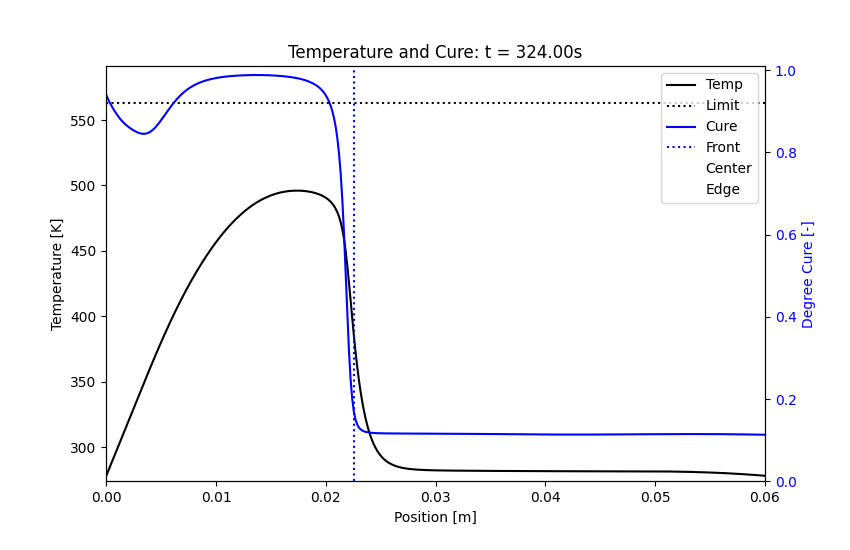 Temperature and Cure: t = 324.00s
Temp
Limit
Cure
Front
Center
Edge
Temperature [K]
550
500
450
400
350
300
Degree Cure [-]
1.0
0.8
0.6
0.4
0.2
0.0
0.00 0.01 0.02 0.03 0.04 0.05 0.06
Position [m]